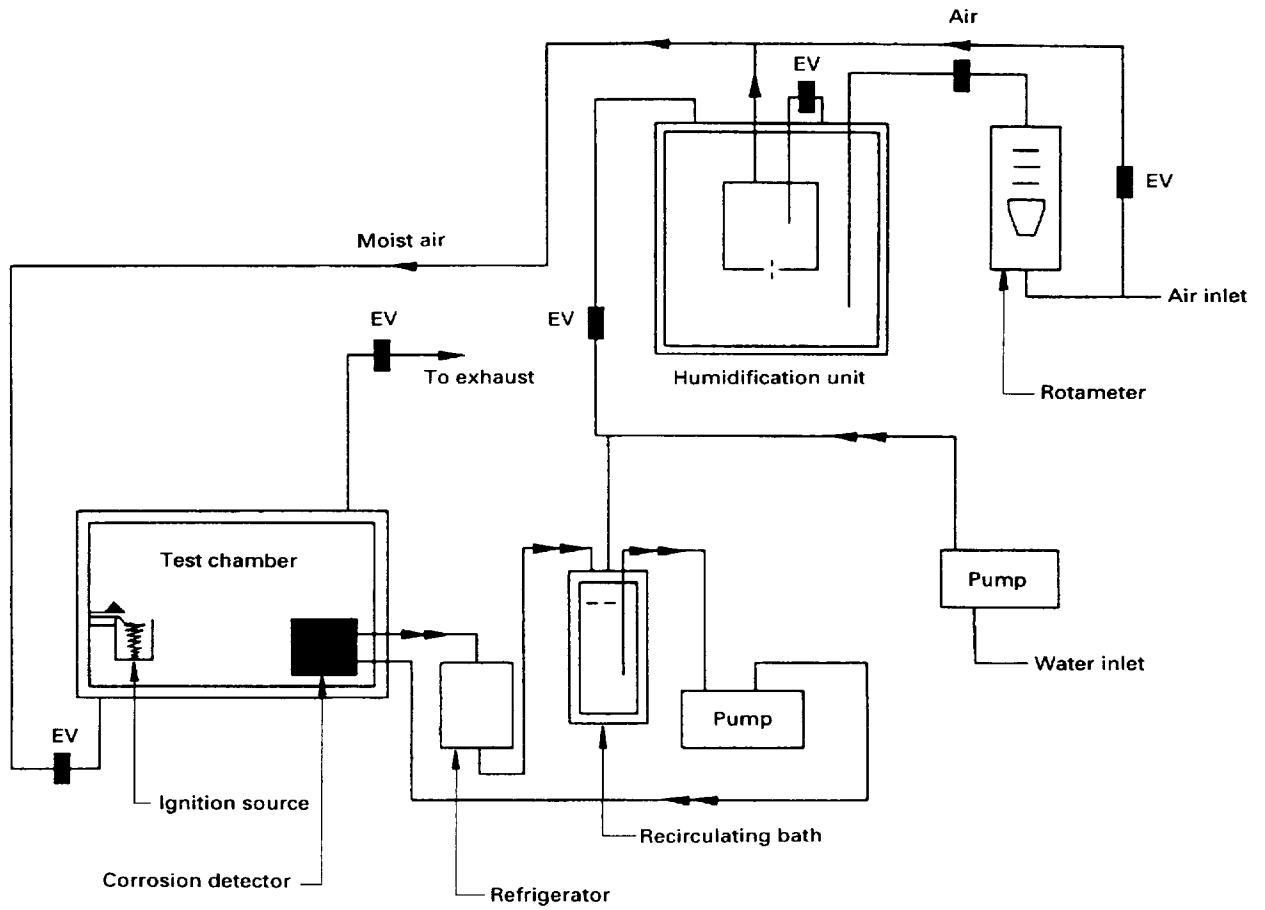 Air
EV
EV
Moist air
Air inlet
EV
EV
To exhaust
Humidification unit
Rotameter
Test chamber
Pump
Water inlet
Pump
EV
Ignition source
Recirculating bath
Corrosion detector
Refrigerator